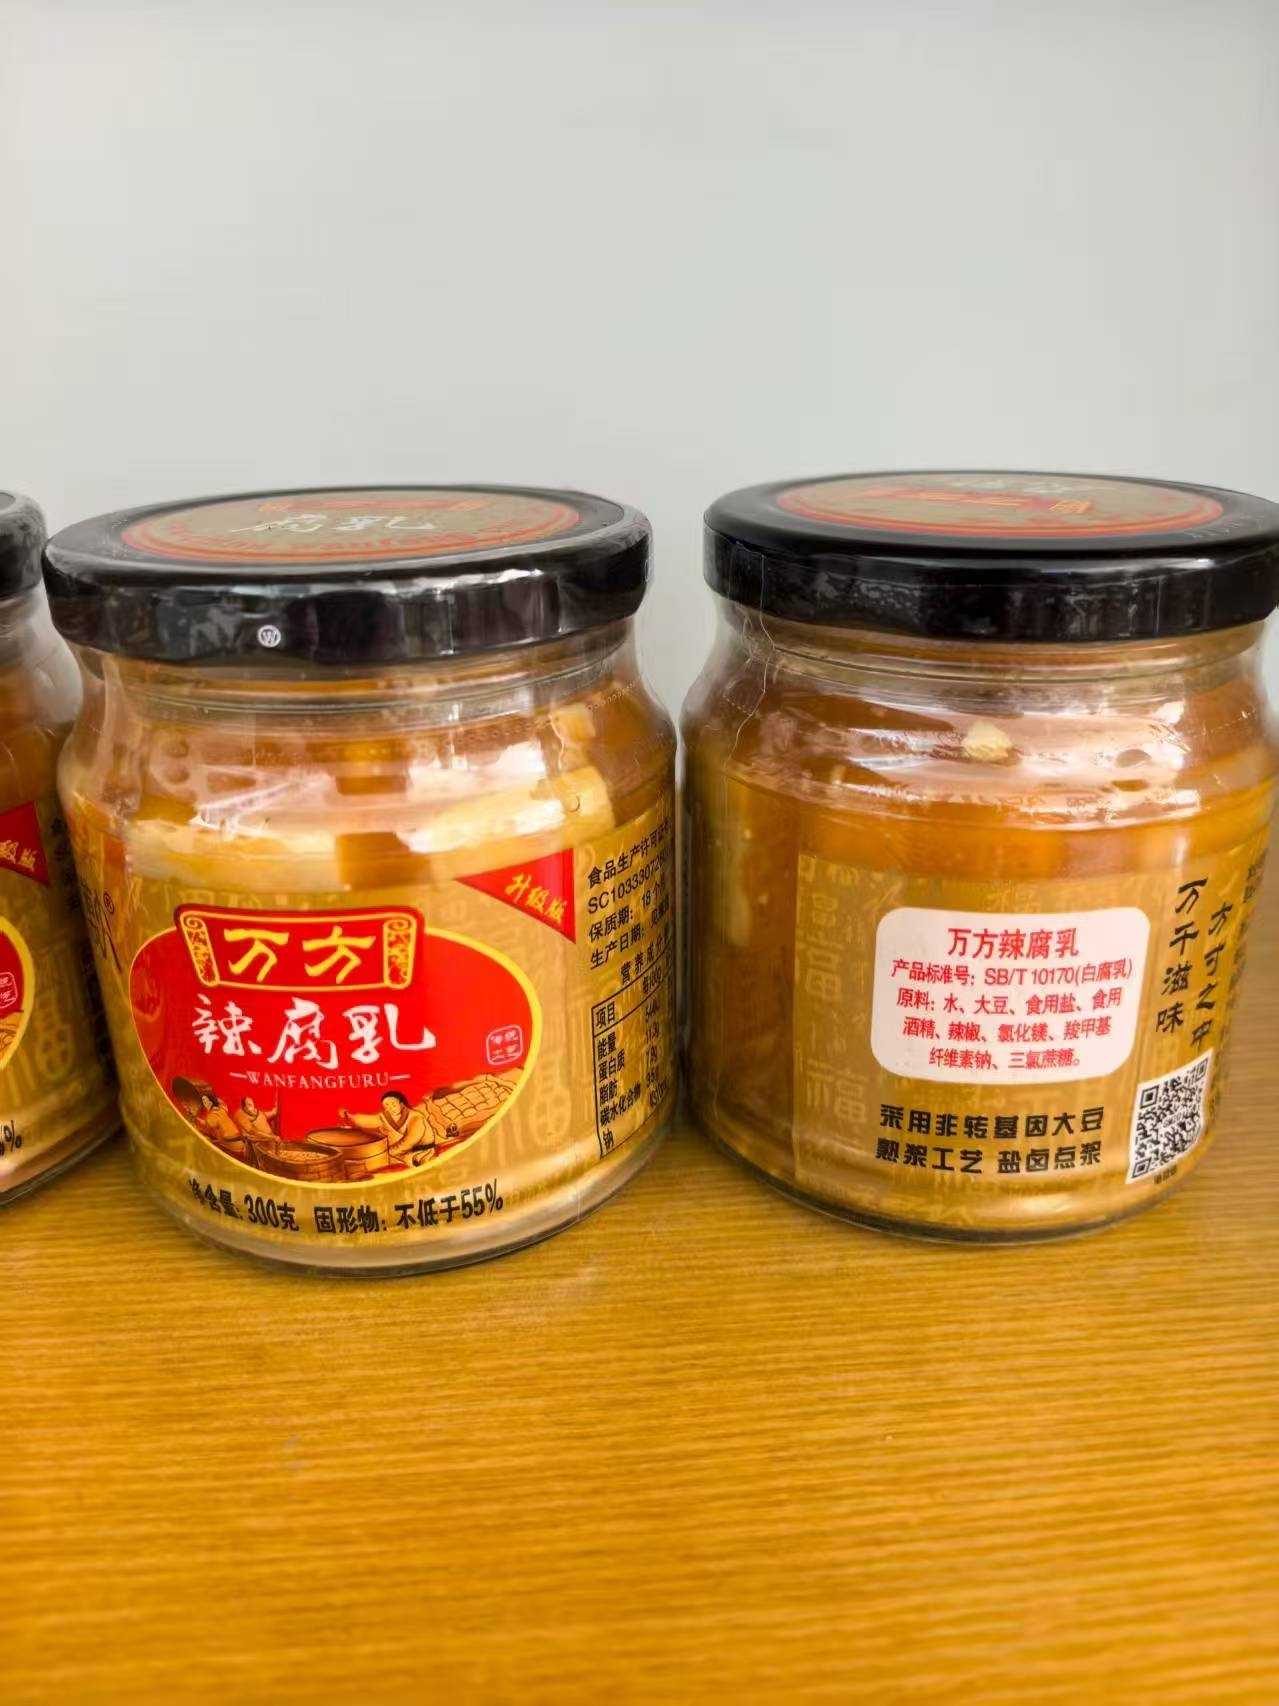 腐乳
升级版
万方
辣腐乳
传统
工艺
WANFANGFURU
净含量: 300克 固形物: 不低于55%
食品生产许可证
保质期: 18个月
生产日期:
营养成分
项目
能量
蛋白质
脂肪
碳水化合物
钠
万方辣腐乳
产品标准号: SB/T 10170(白腐乳)
原料: 水、大豆、食用盐、食用
酒精、辣椒、氯化镁、羧甲基
纤维素钠、三氯蔗糖。
采用非转基因大豆
熟浆工艺 盐卤点浆
方寸之中
万千滋味